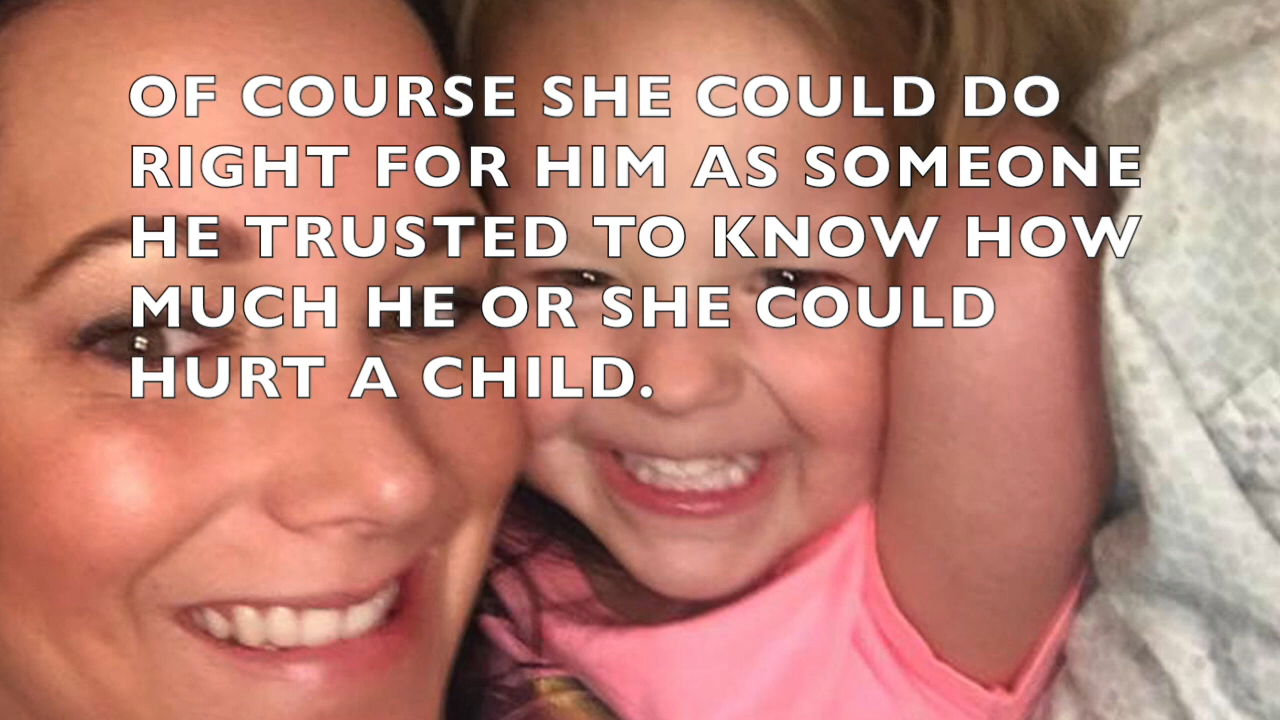 OF COURSE SHE COULD DO
RIGHT FOR HIM AS SOMEONE
HE TRUSTED TO KNOW HOW
MUCH HE OR SHE COULD
HURT A CHILD.